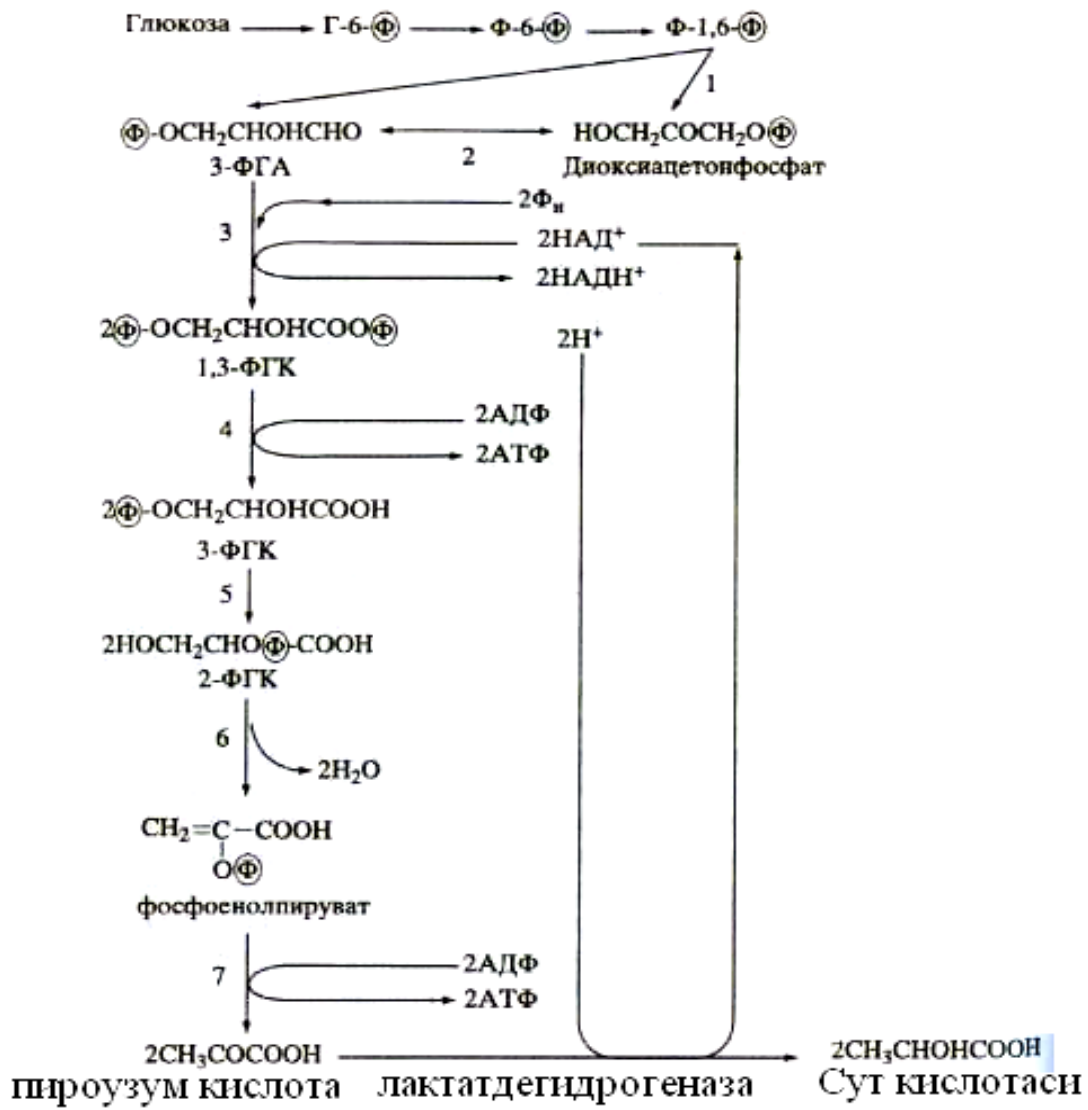 Глюкоза Г-6-Ф Ф-6-Ф Ф-1,6-Ф
1
Ф-OCH₂CHOHCHO HOCH₂COCH₂OФ
2
3-ФГА Диоксиацетонфосфат
2Фн
3
2НАД⁺
2НАДН⁺
2Ф-OCH₂CHOHCOOФ
2H⁺
1,3-ФГК
4
2АДФ
2АТФ
2Ф-OCH₂CHOHCOOH
3-ФГК
5
2HOCH₂CHOФ-COOH
2-ФГК
6
2H₂O
CH₂=C-COOH
OФ
фосфоенолпируват
7
2АДФ
2АТФ
2CH₃COCOOH 2CH₃CHOHCOOH
пироузум кислота лактатдегидрогеназа Сут кислотаси